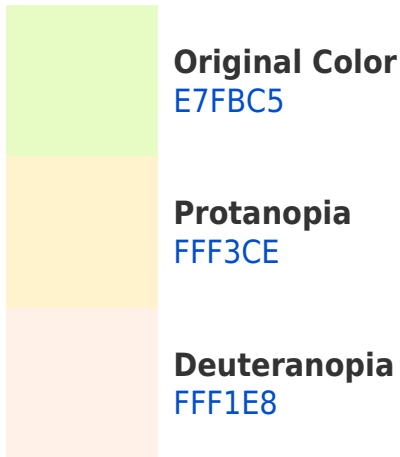 Original Color
E7FBC5
Protanopia
FFF3CE
Deuteranopia
FFF1E8